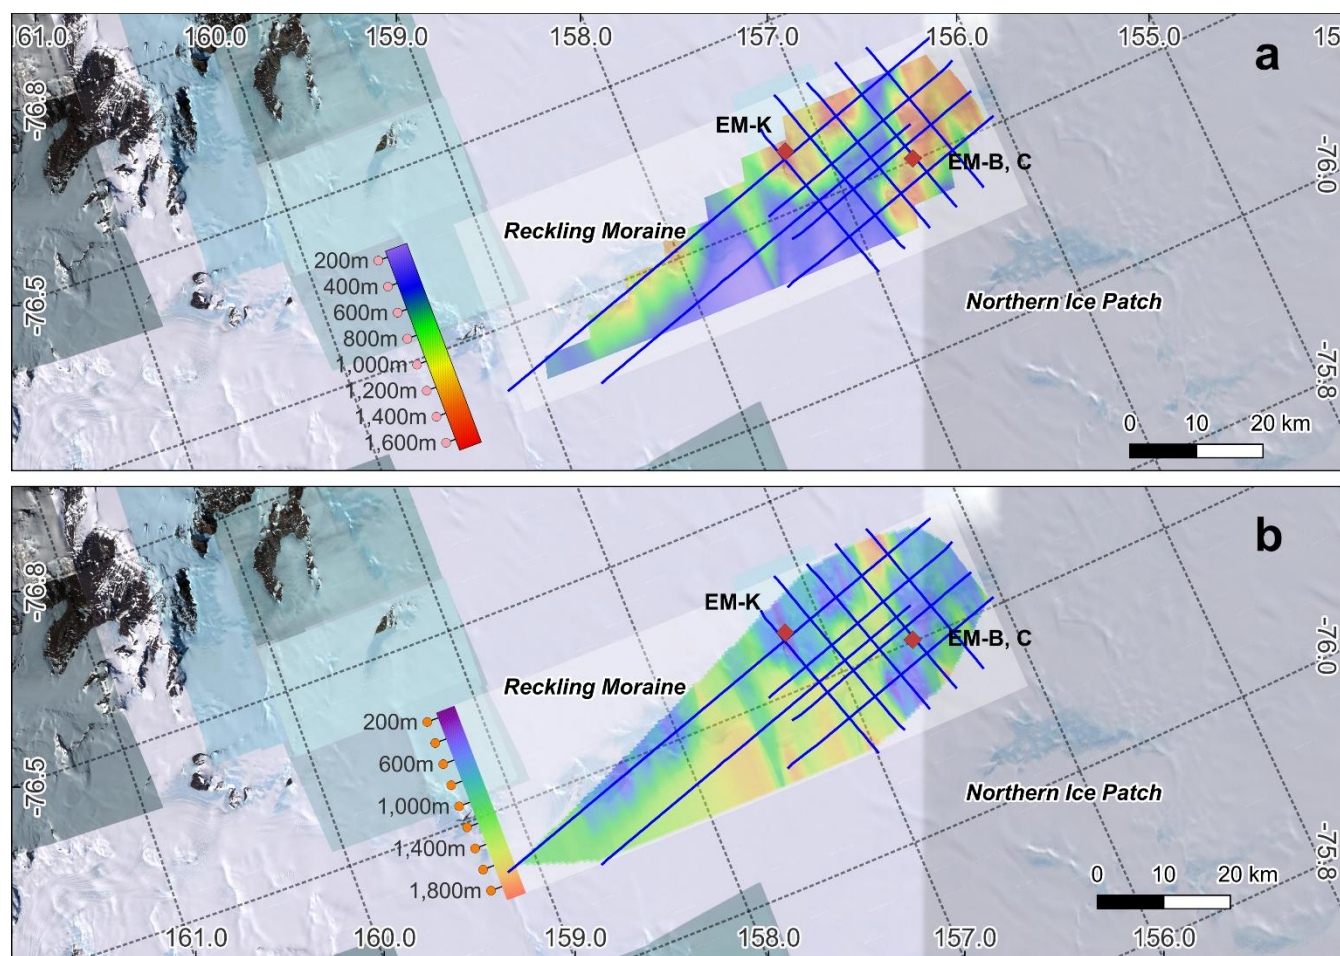 161.0
160.0
159.0
158.0
157.0
156.0
155.0
15
a
-76.8
EM-K
EM-B, C
-76.0
Reckling Moraine
200m
400m
600m
800m
1,000m
1,200m
1,400m
1,600m
-76.5
Northern Ice Patch
-75.8
0 10 20 km
b
-76.8
EM-K
EM-B, C
-76.0
Reckling Moraine
200m
600m
1,000m
1,400m
1,800m
-76.5
Northern Ice Patch
-75.8
0 10 20 km
161.0
160.0
159.0
158.0
157.0
156.0